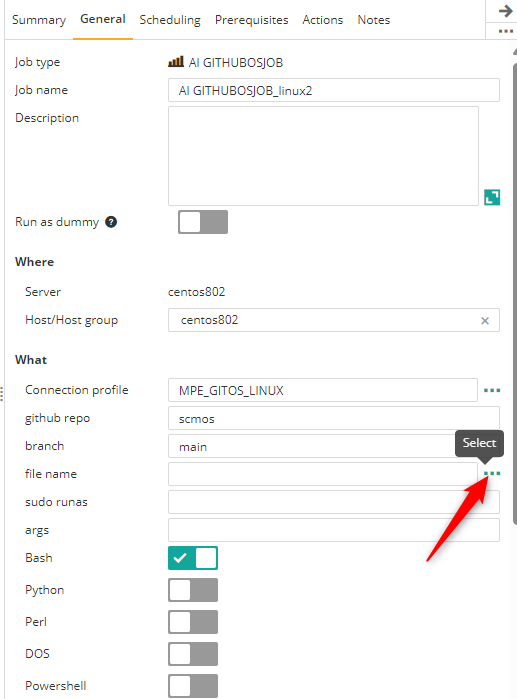 Summary General Scheduling Prerequisites Actions Notes
Job type AI GITHUBOSJOB
Job name AI GITHUBOSJOB_linux2
Description
Run as dummy ?
Where
Server centos802
Host/Host group centos802 ×
What
Connection profile MPE_GITOS_LINUX
github repo scmos
branch main
Select
file name
sudo runas
args
Bash
Python
Perl
DOS
Powershell